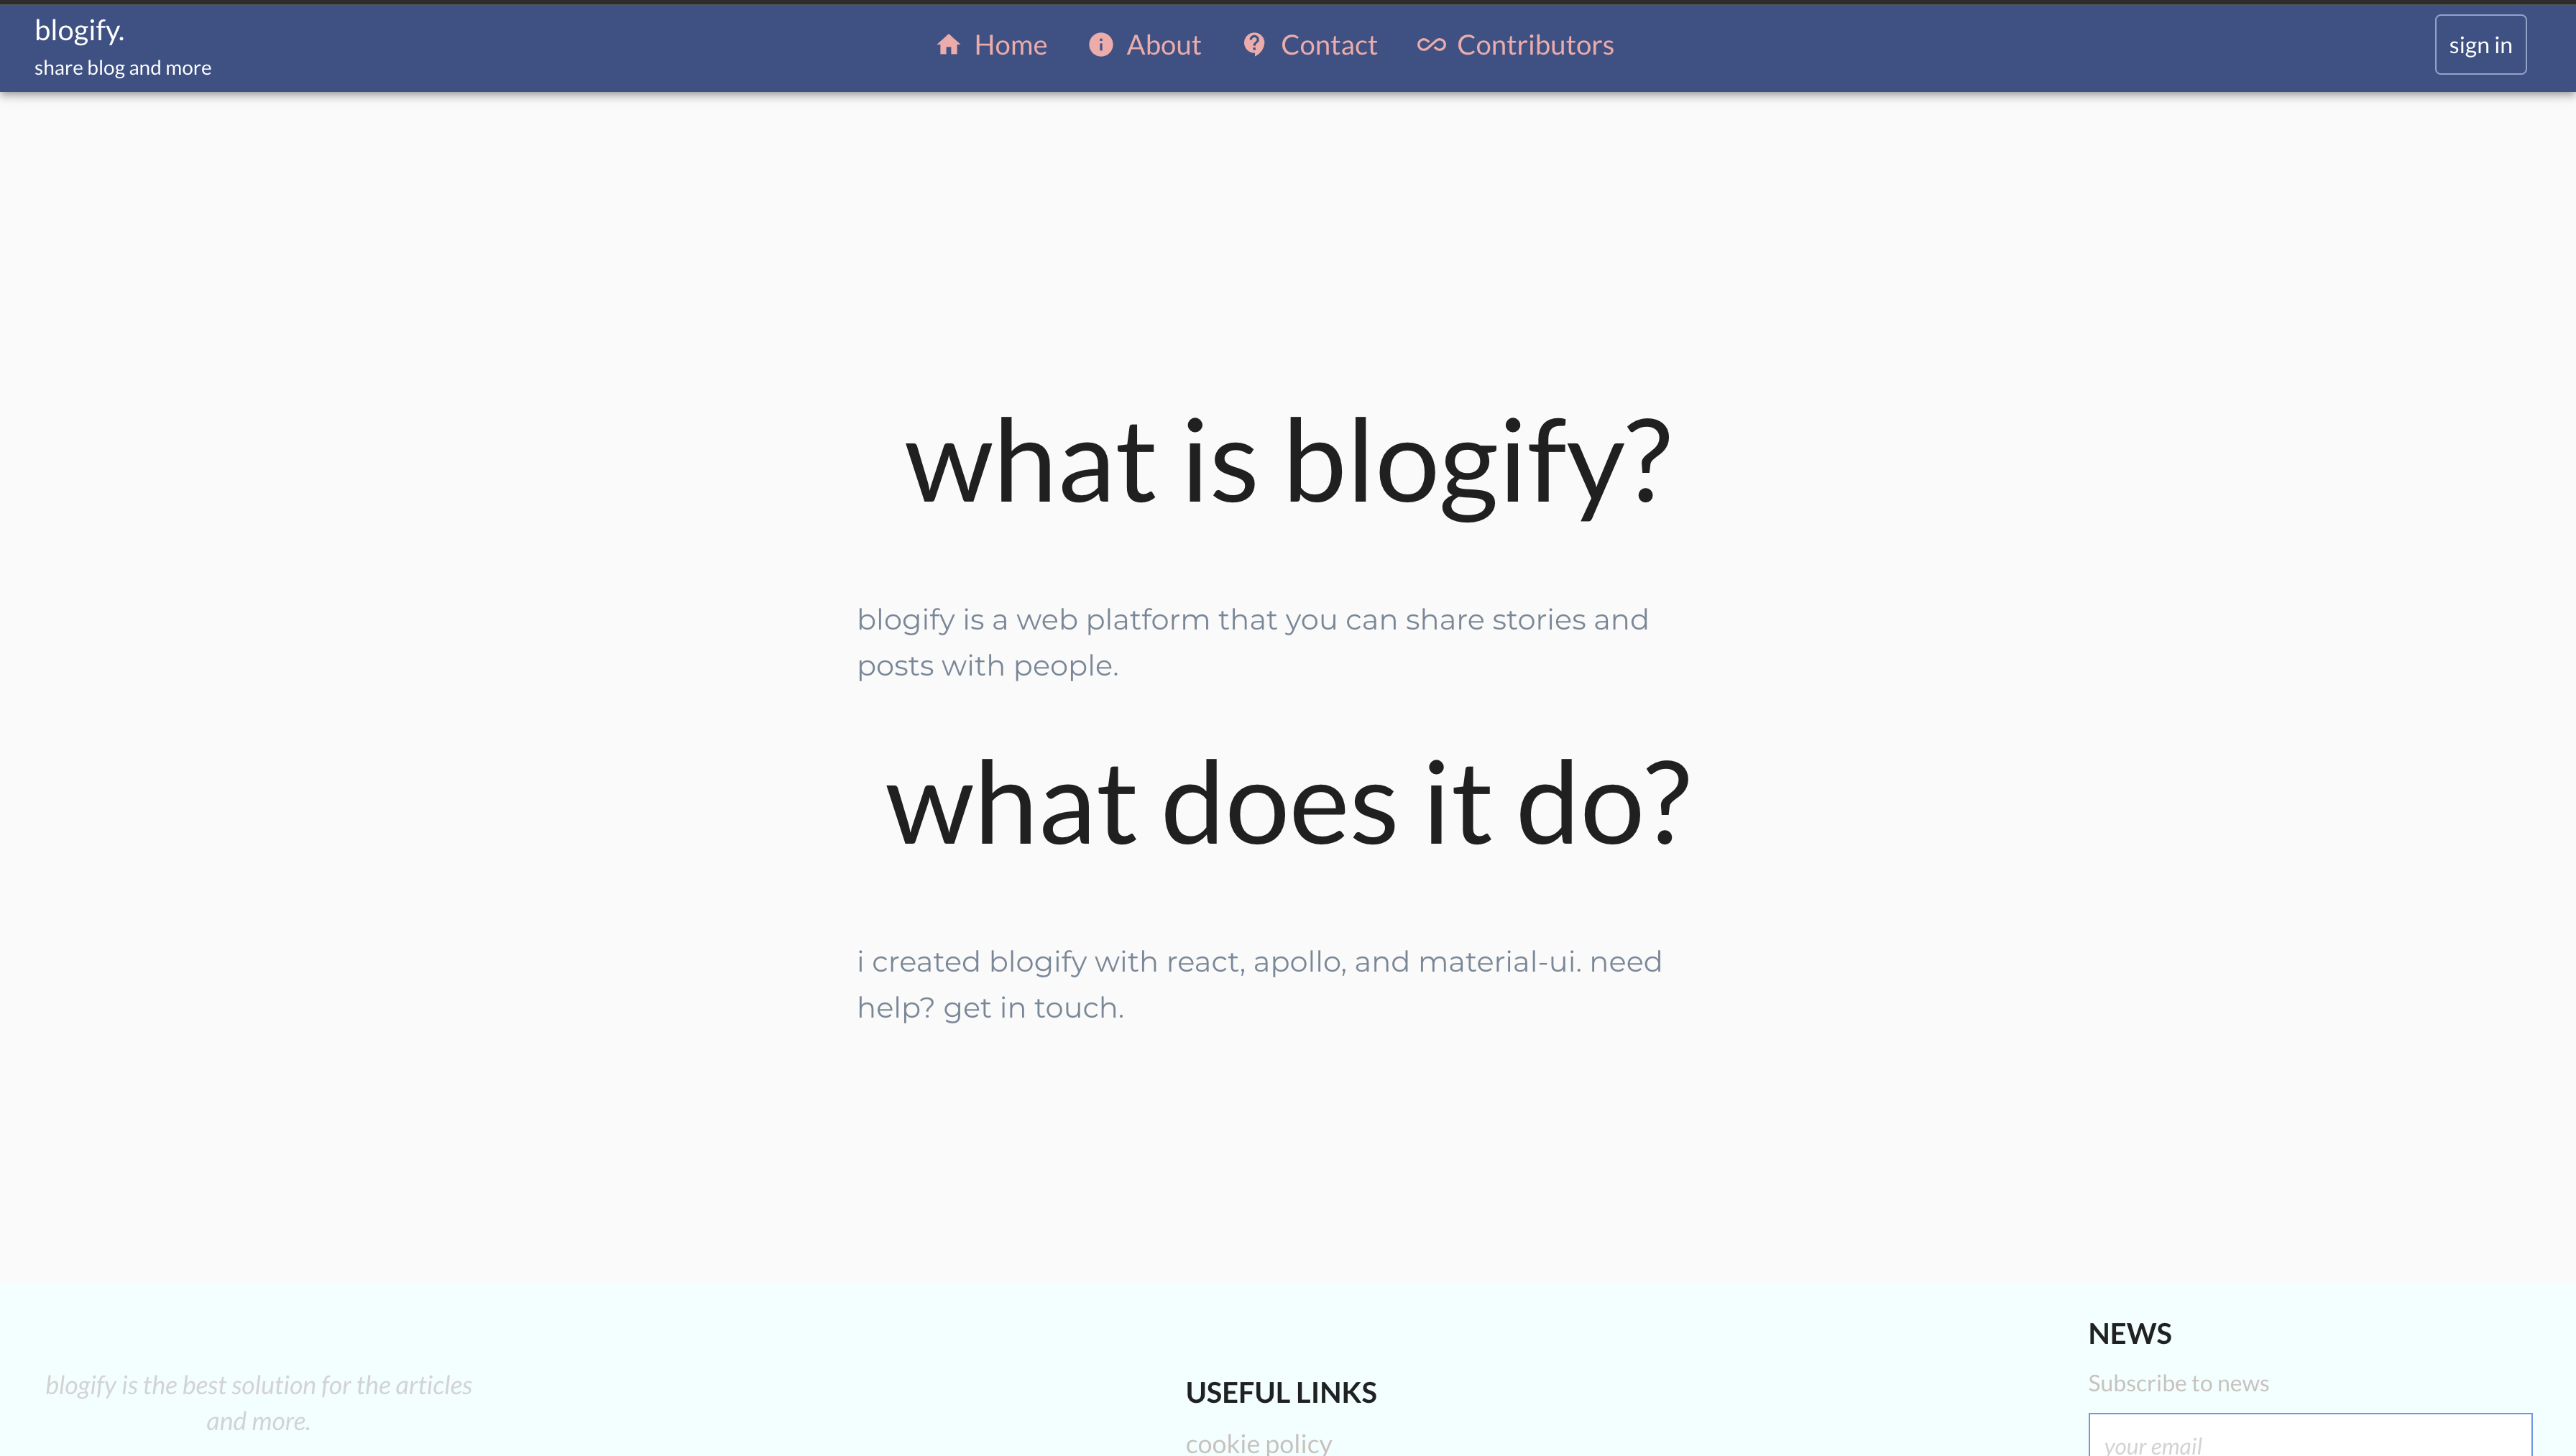 blogify.
share blog and more
Home
About
Contact
Contributors
sign in
what is blogify?
blogify is a web platform that you can share stories and
posts with people.
what does it do?
i created blogify with react, apollo, and material-ui. need
help? get in touch.
blogify is the best solution for the articles
and more.
USEFUL LINKS
cookie policy
NEWS
Subscribe to news
your email